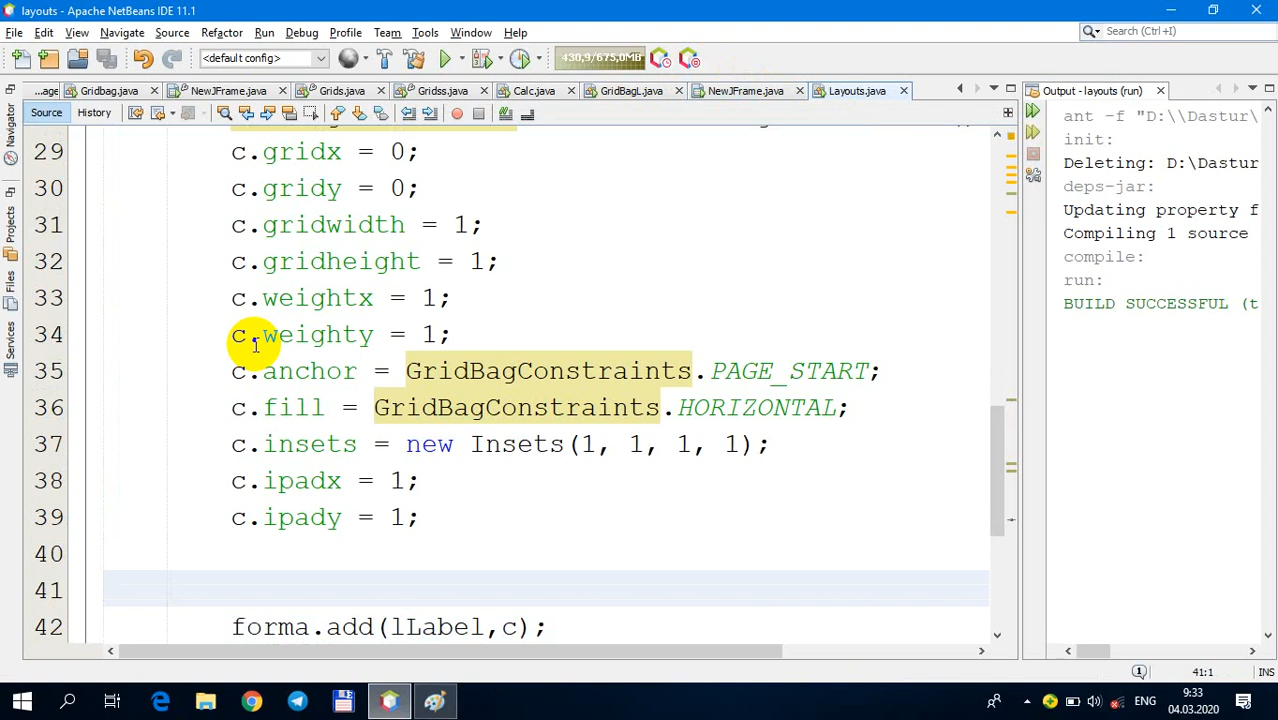 layouts - Apache NetBeans IDE 11.1
File Edit View Navigate Source Refactor Run Debug Profile Team Tools Window Help
Search (Ctrl+I)
<default config>
430,9/675,0MB
...age Gridbag.java NewJFrame.java Grids.java Gridss.java Calc.java GridBagL.java NewJFrame.java Layouts.java
Output - layouts (run)
Source History
Navigator
Projects
Files
Services
29 c.gridx = 0;
30 c.gridy = 0;
31 c.gridwidth = 1;
32 c.gridheight = 1;
33 c.weightx = 1;
34 c.weighty = 1;
35 c.anchor = GridBagConstraints.PAGE_START;
36 c.fill = GridBagConstraints.HORIZONTAL;
37 c.insets = new Insets(1, 1, 1, 1);
38 c.ipadx = 1;
39 c.ipady = 1;
40
41
42 forma.add(lLabel,c);
ant -f "D:\\Dastur\
init:
Deleting: D:\Dastur
deps-jar:
Updating property f
Compiling 1 source
compile:
run:
BUILD SUCCESSFUL (t
41:1 INS
ENG
9:33
04.03.2020